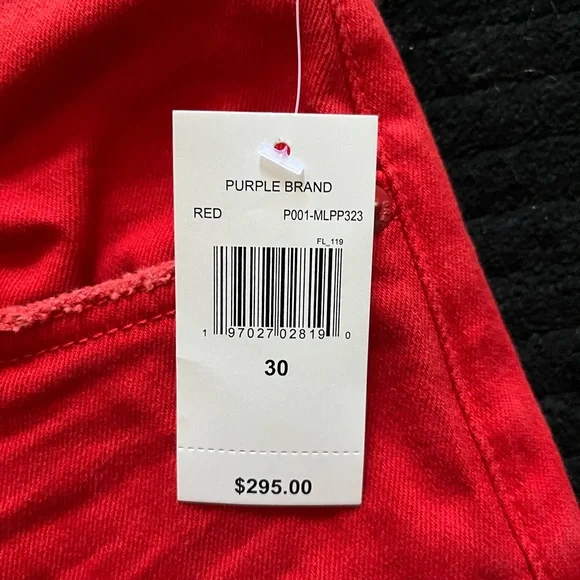 PURPLE BRAND
RED P001-MLPP323
FL_119
1 97027 02819 0
30
$295.00